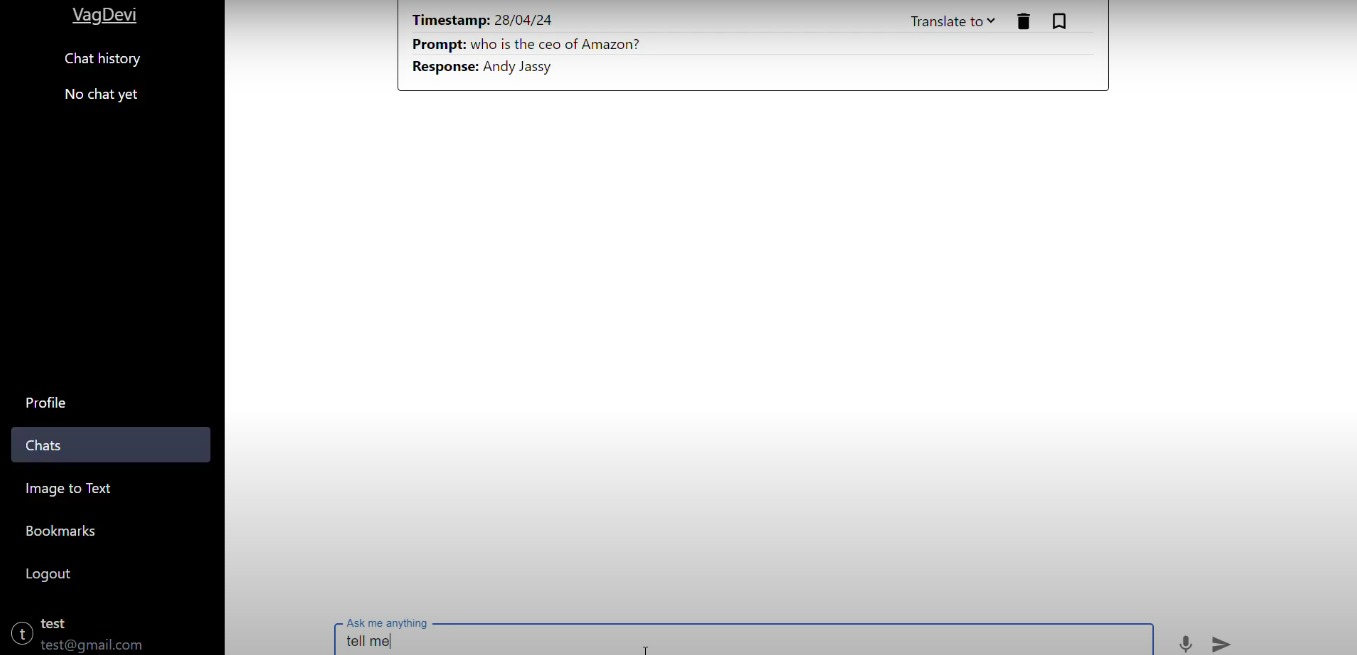 VagDevi
Chat history
No chat yet
Profile
Chats
Image to Text
Bookmarks
Logout
t
test
test@gmail.com
Timestamp: 28/04/24
Translate to
Prompt: who is the ceo of Amazon?
Response: Andy Jassy
Ask me anything
tell me